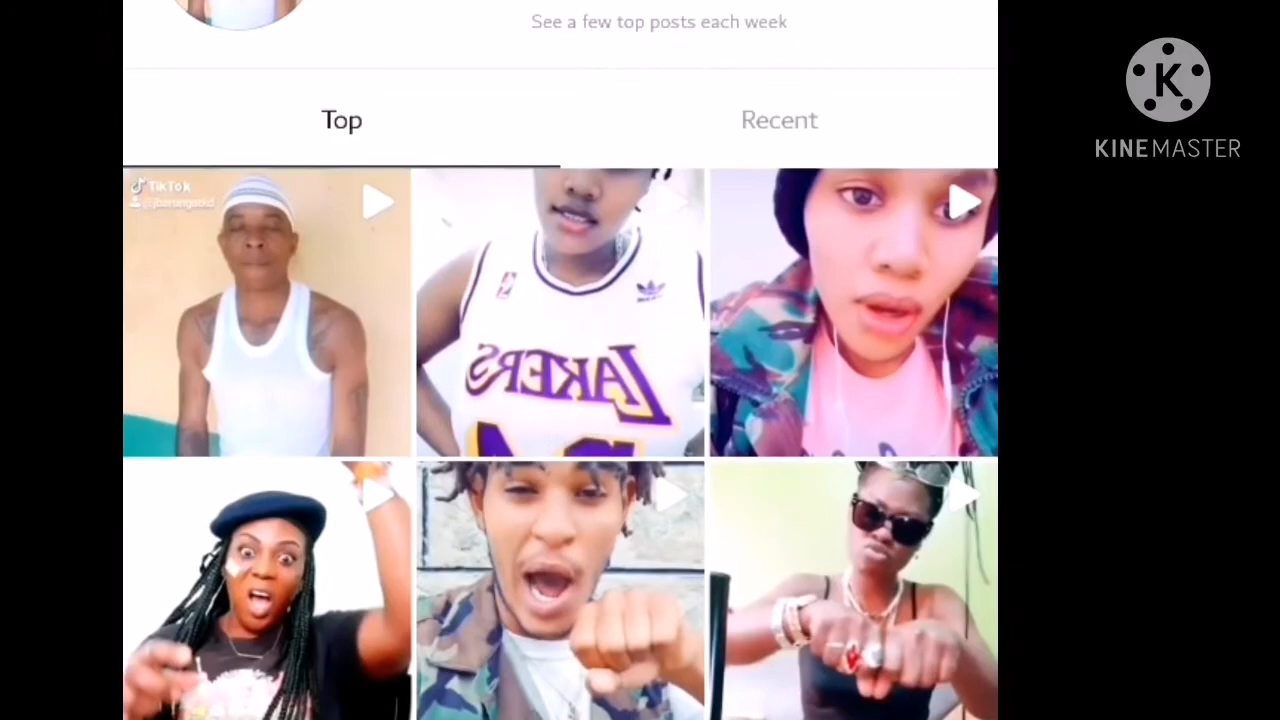 See a few top posts each week
Top
Recent
KINEMASTER
TikTok
LAKERS